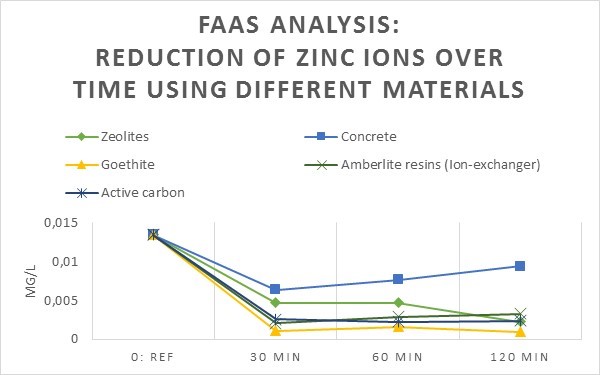 FAAS ANALYSIS:
REDUCTION OF ZINC IONS OVER
TIME USING DIFFERENT MATERIALS
Zeolites
Concrete
Goethite
Amberlite resins (Ion-exchanger)
Active carbon
0,015
0,01
0,005
0
MG/L
0: REF
30 MIN
60 MIN
120 MIN